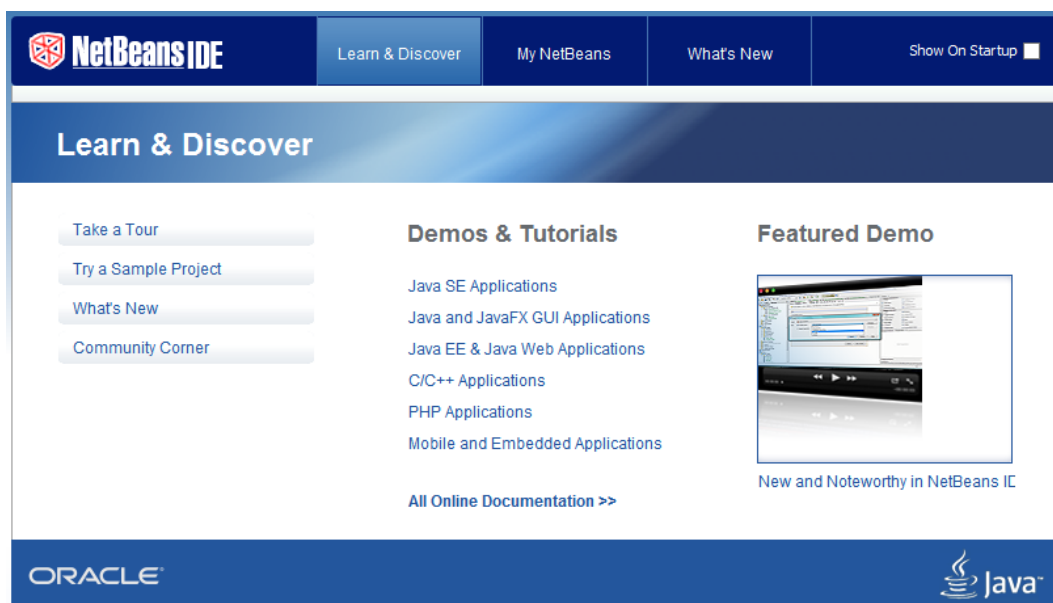 NetBeans IDE
Learn & Discover
My NetBeans
What's New
Show On Startup
Learn & Discover
Take a Tour
Try a Sample Project
What's New
Community Corner
Demos & Tutorials
Java SE Applications
Java and JavaFX GUI Applications
Java EE & Java Web Applications
C/C++ Applications
PHP Applications
Mobile and Embedded Applications
All Online Documentation >>
Featured Demo
New and Noteworthy in NetBeans
ORACLE
Java